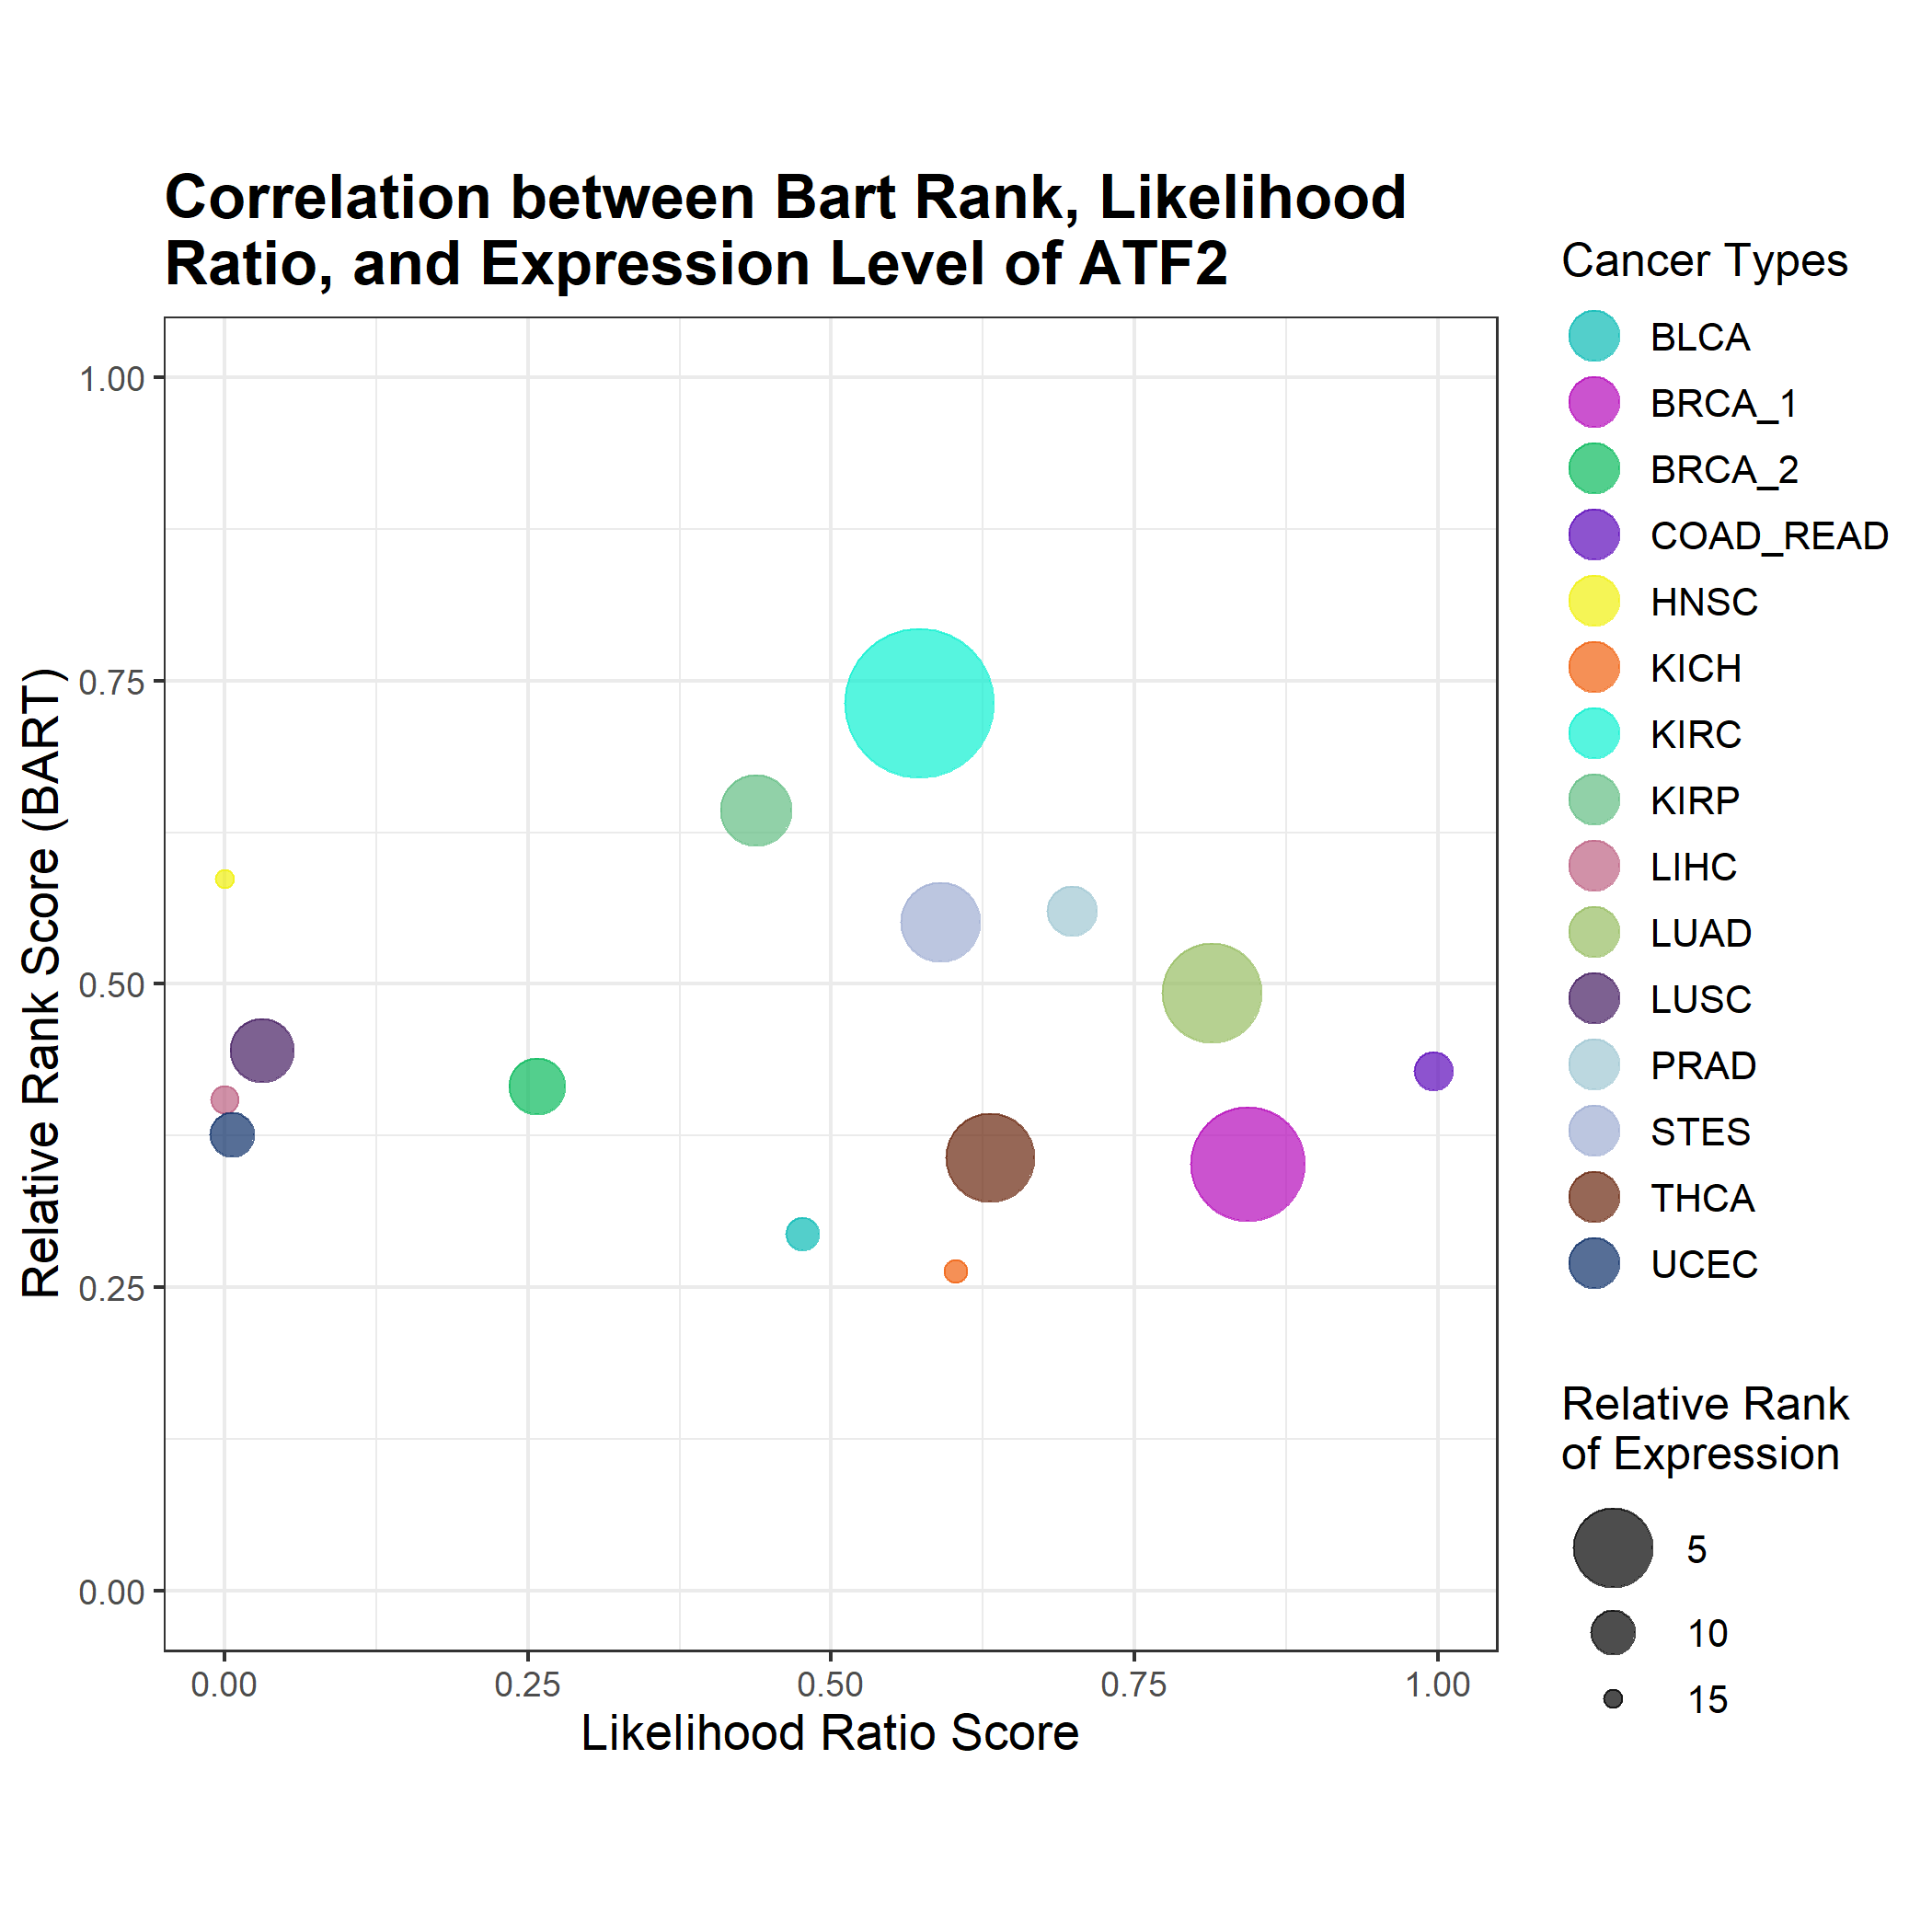 Correlation between Bart Rank, Likelihood
Ratio, and Expression Level of ATF2
Relative Rank Score (BART)
1.00
0.75
0.50
0.25
0.00
0.00
0.25
0.50
0.75
1.00
Likelihood Ratio Score
Cancer Types
BLCA
BRCA_1
BRCA_2
COAD_READ
HNSC
KICH
KIRC
KIRP
LIHC
LUAD
LUSC
PRAD
STES
THCA
UCEC
Relative Rank
of Expression
5
10
15